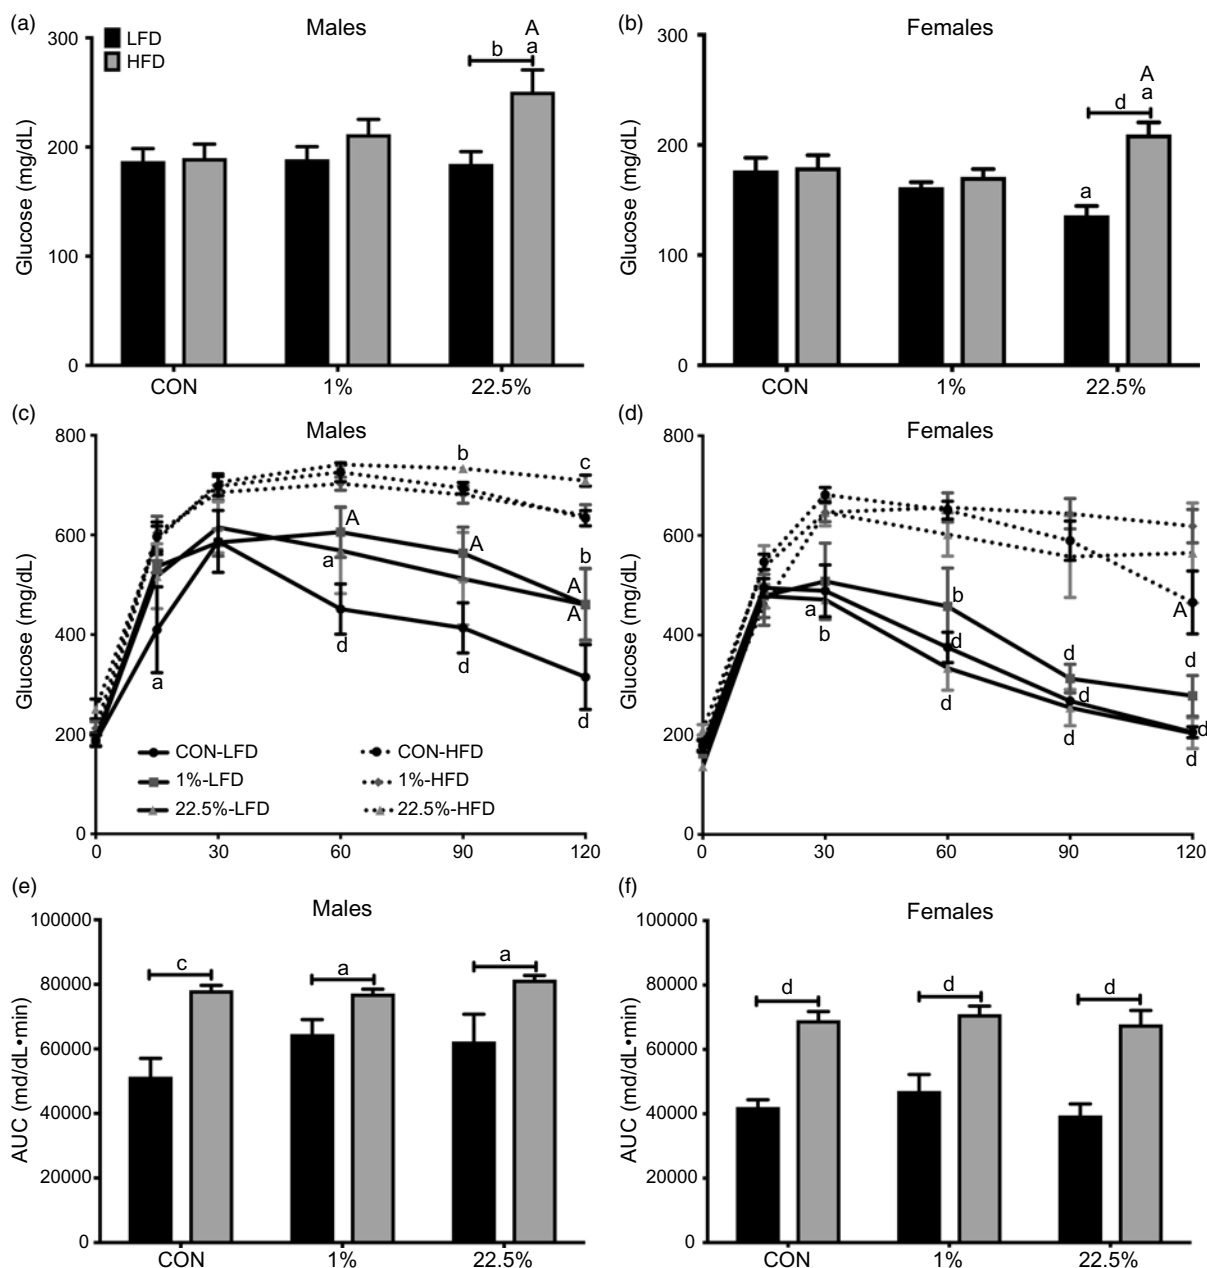 (a)
Males
300
200
100
0
Glucose (mg/dL)
LFD
HFD
b
A
a
CON
1%
22.5%
(b)
Females
300
200
100
0
Glucose (mg/dL)
a
d
A
a
CON
1%
22.5%
(c)
Males
800
600
400
200
0
Glucose (mg/dL)
b
c
A
A
b
a
A
A
a
d
d
d
CON-LFD
CON-HFD
1%-LFD
1%-HFD
22.5%-LFD
22.5%-HFD
0
30
60
90
120
(d)
Females
800
600
400
200
0
Glucose (mg/dL)
A
a
b
b
d
d
d
d
d
d
d
d
d
0
30
60
90
120
(e)
Males
100000
80000
60000
40000
20000
0
AUC (md/dL•min)
c
a
a
CON
1%
22.5%
(f)
Females
100000
80000
60000
40000
20000
0
AUC (md/dL•min)
d
d
d
CON
1%
22.5%